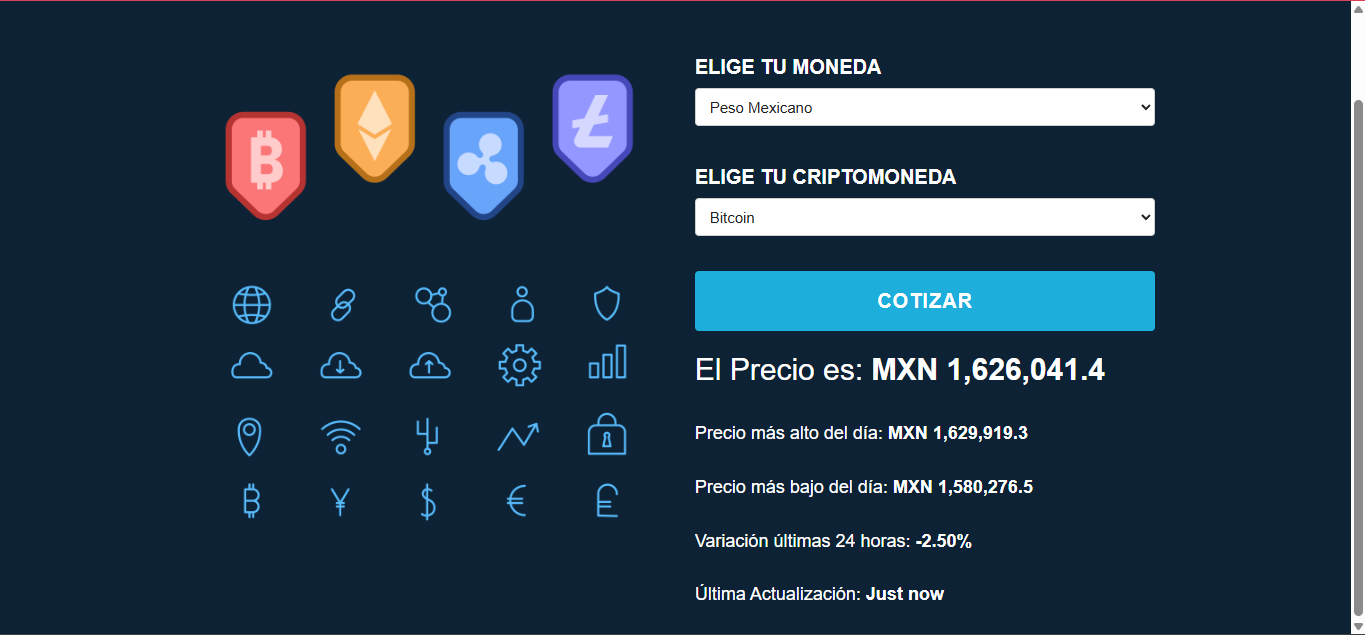 ELIGE TU MONEDA
Peso Mexicano
ELIGE TU CRIPTOMONEDA
Bitcoin
COTIZAR
El Precio es: MXN 1,626,041.4
Precio más alto del día: MXN 1,629,919.3
Precio más bajo del día: MXN 1,580,276.5
Variación últimas 24 horas: -2.50%
Última Actualización: Just now